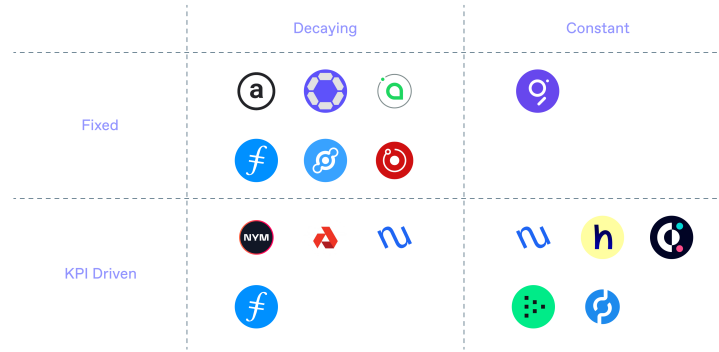 Decaying
Constant
a
Fixed
NYM
h
KPI Driven